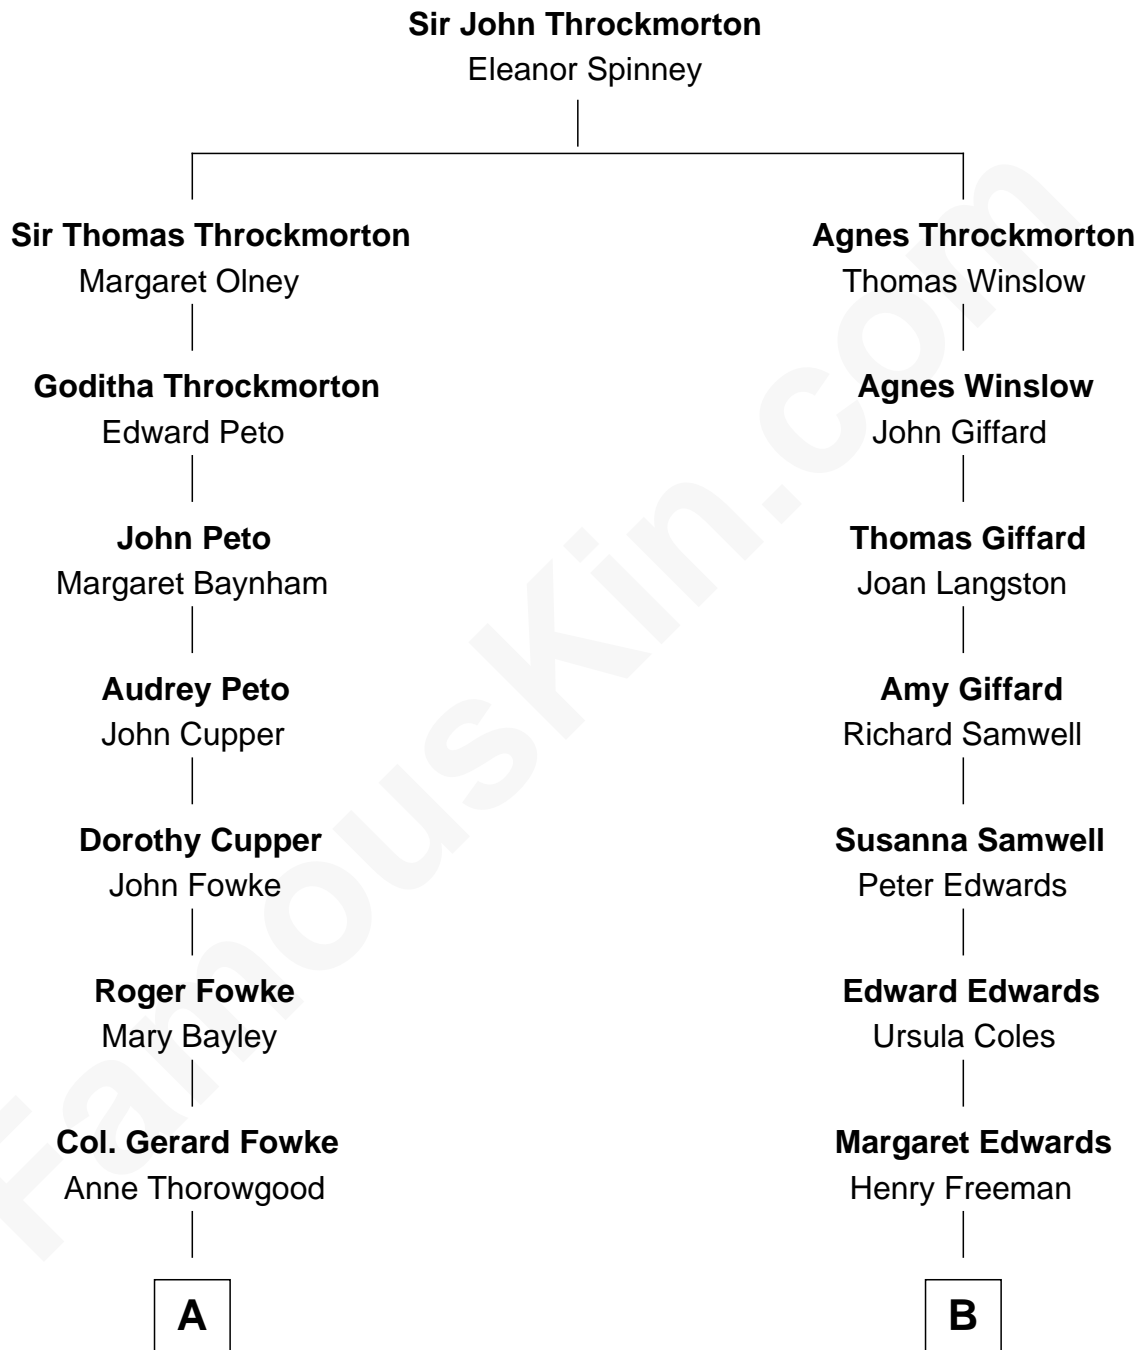 Sir John Throckmorton
Eleanor Spinney
Sir Thomas Throckmorton
Margaret Olney
Agnes Throckmorton
Thomas Winslow
Goditha Throckmorton
Edward Peto
Agnes Winslow
John Giffard
John Peto
Margaret Baynham
Thomas Giffard
Joan Langston
Audrey Peto
John Cupper
Amy Giffard
Richard Samwell
Dorothy Cupper
John Fowke
Susanna Samwell
Peter Edwards
Roger Fowke
Mary Bayley
Edward Edwards
Ursula Coles
Col. Gerard Fowke
Anne Thorowgood
Margaret Edwards
Henry Freeman
A
B
FamousKin.com